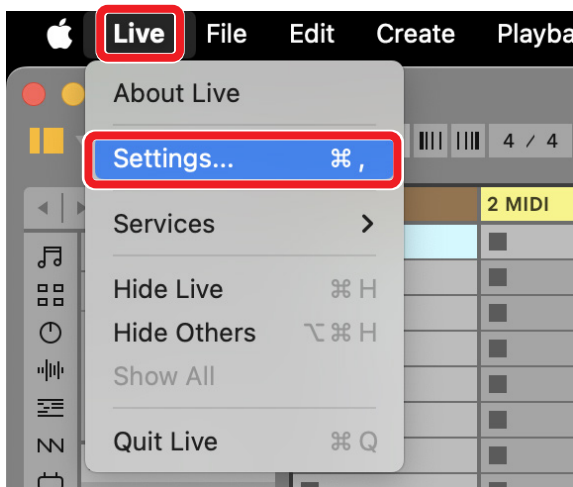 Live File Edit Create Playba
About Live
Settings... ⌘ ,
4 / 4
2 MIDI
Services
Hide Live ⌘ H
Hide Others ⌥ ⌘ H
Show All
Quit Live ⌘ Q